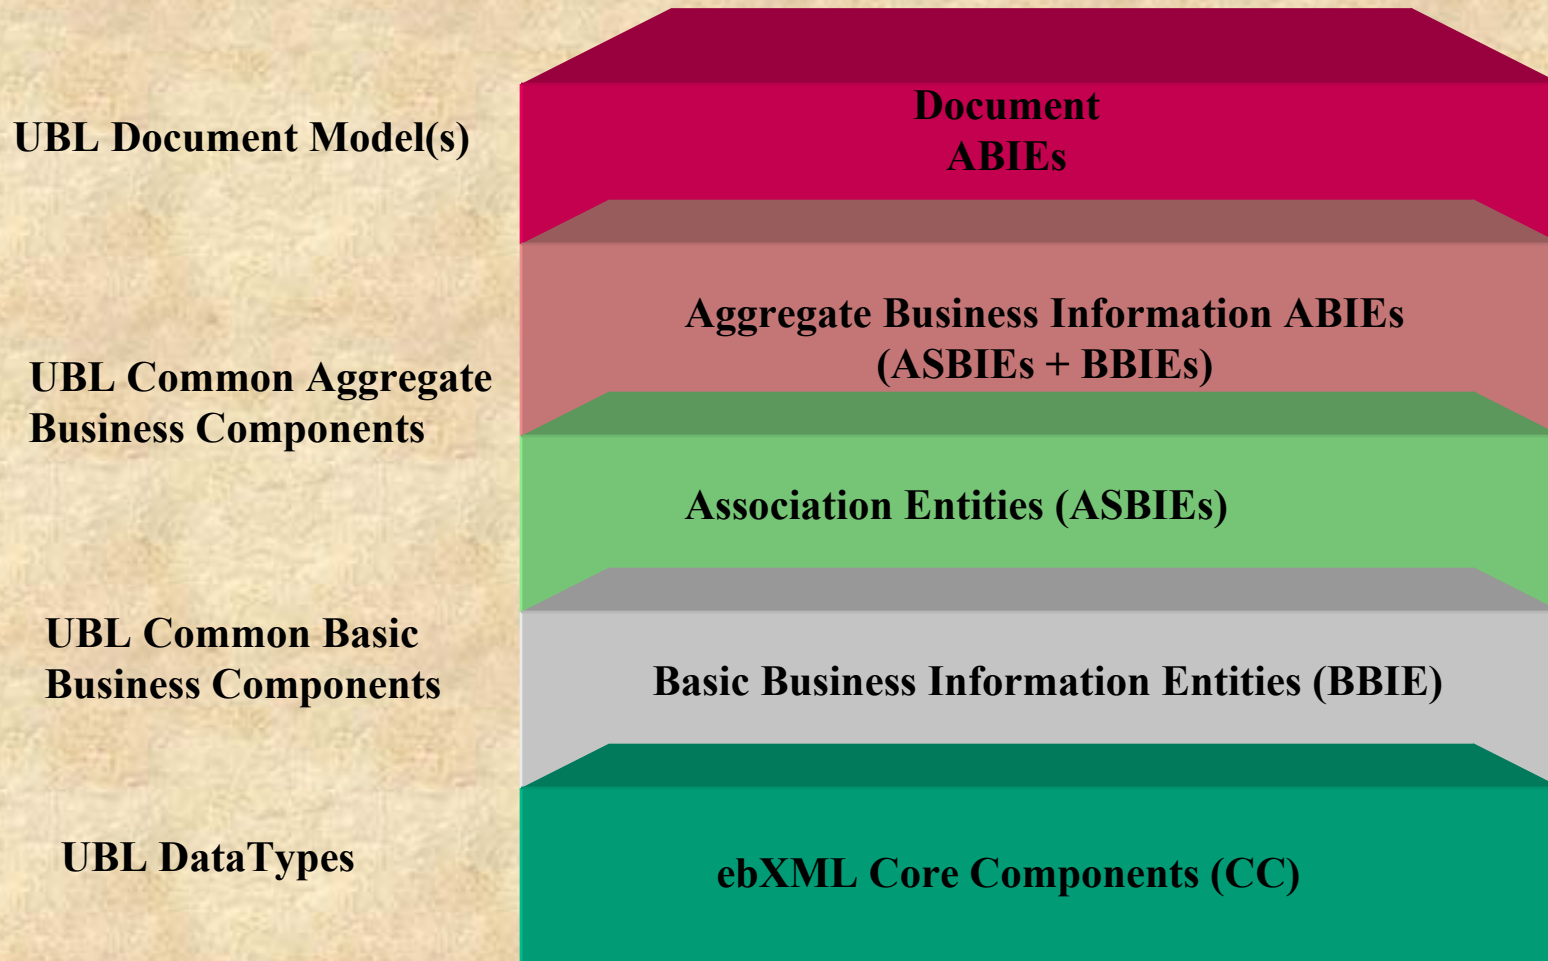 UBL Document Model(s)
Document
ABIEs
Aggregate Business Information ABIEs
(ASBIEs + BBIEs)
UBL Common Aggregate
Business Components
Association Entities (ASBIEs)
UBL Common Basic
Business Components
Basic Business Information Entities (BBIE)
UBL DataTypes
ebXML Core Components (CC)